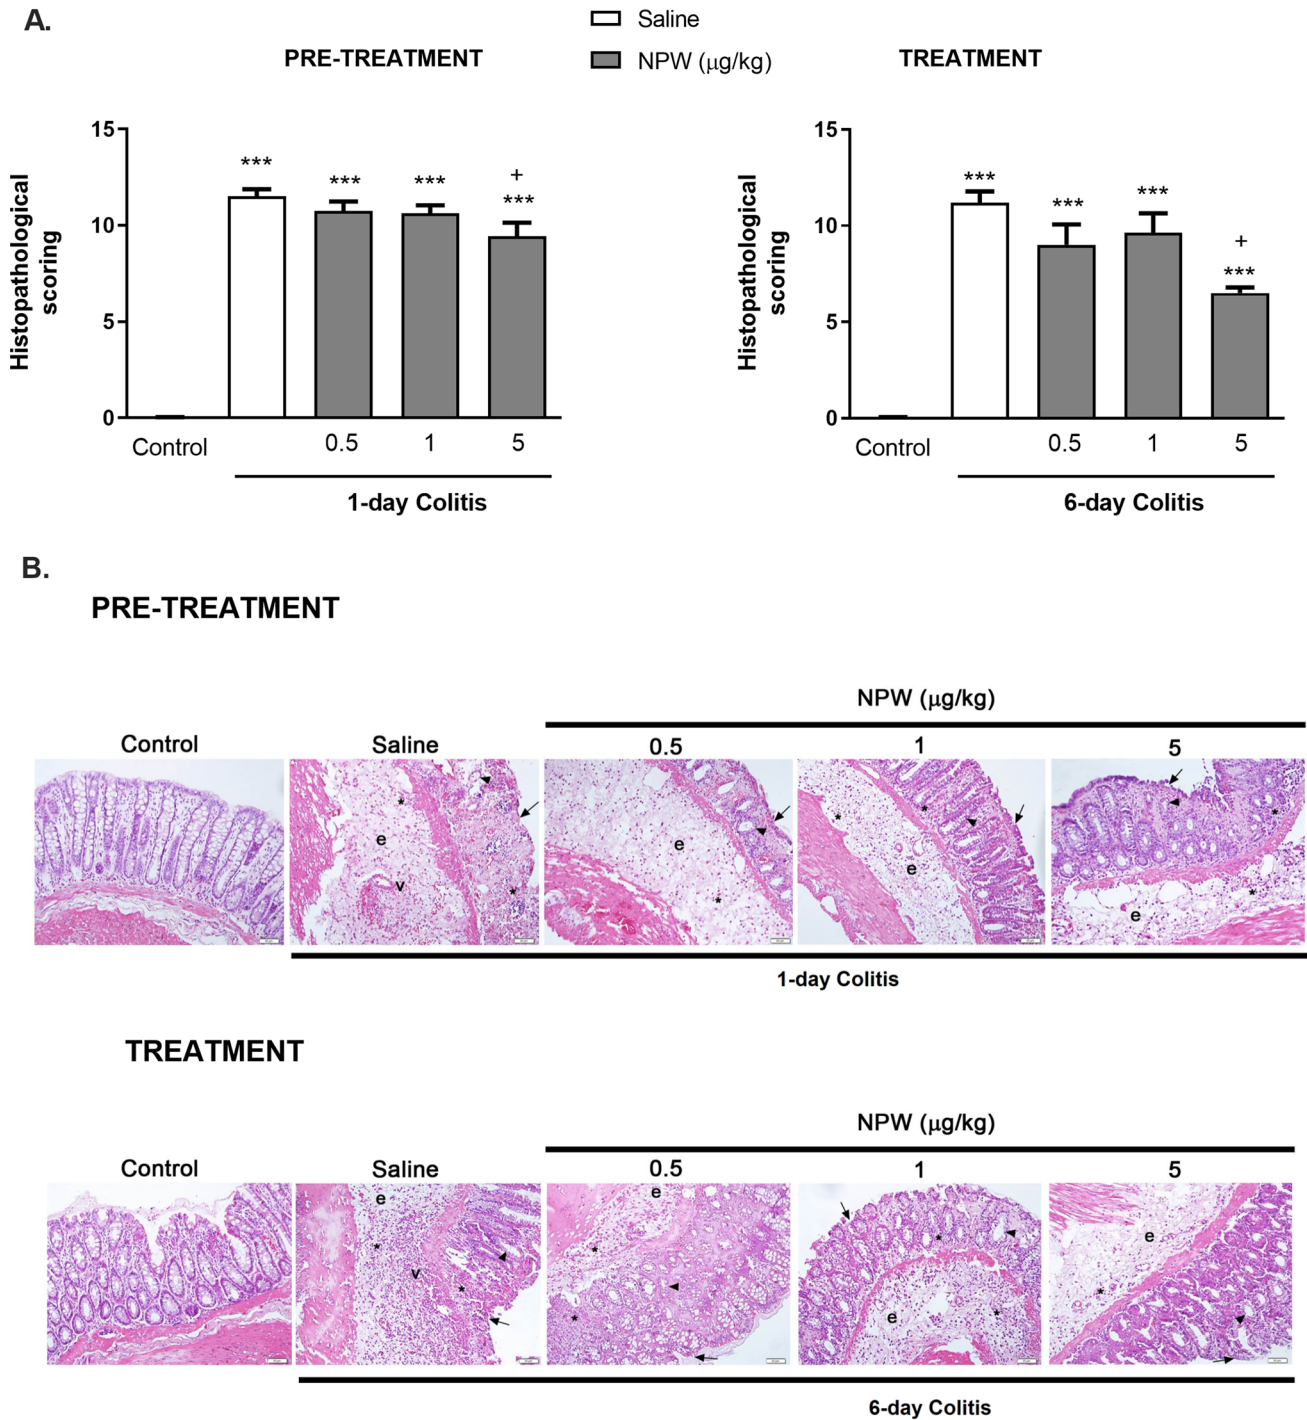 A.
Saline
NPW (μg/kg)
PRE-TREATMENT
TREATMENT
Histopathological
scoring
15
10
5
0
***
***
***
+
***
Control
0.5
1
5
1-day Colitis
Histopathological
scoring
15
10
5
0
***
***
***
+
***
Control
0.5
1
5
6-day Colitis
B.
PRE-TREATMENT
NPW (μg/kg)
Control
Saline
0.5
1
5
*
e
v
*
e
*
*
*
e
*
*
e
1-day Colitis
TREATMENT
NPW (μg/kg)
Control
Saline
0.5
1
5
e
*
v
*
e
*
*
*
e
*
e
*
6-day Colitis